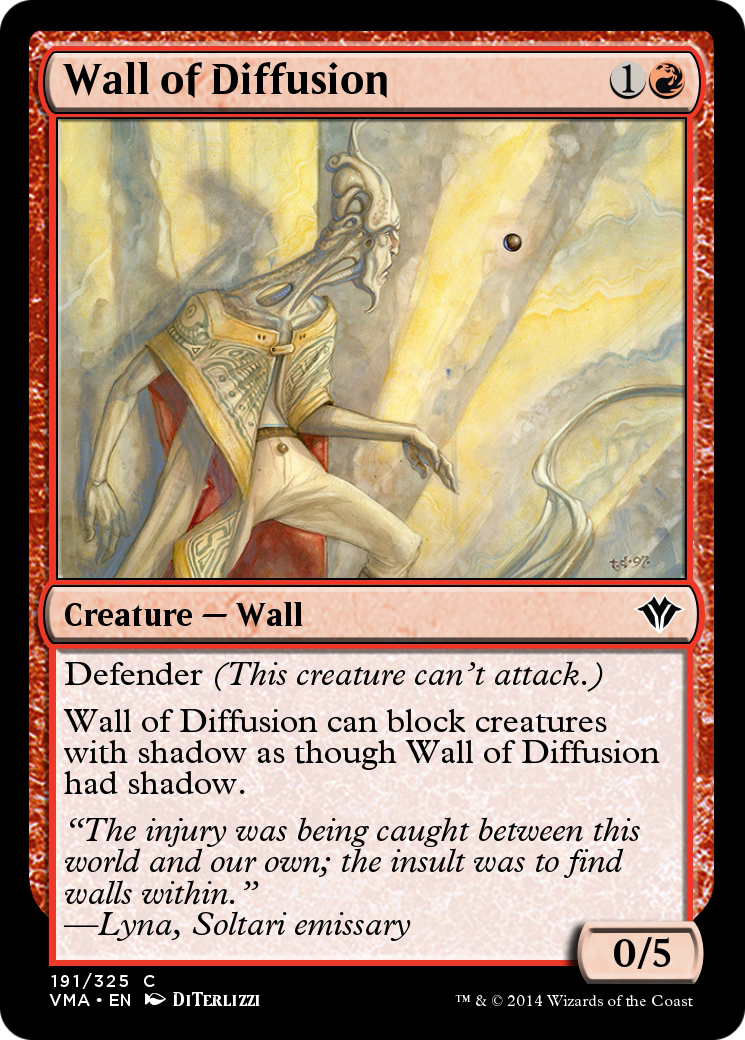 Wall of Diffusion
1
t.d.97.
Creature — Wall
Defender (This creature can't attack.)
Wall of Diffusion can block creatures
with shadow as though Wall of Diffusion
had shadow.
“The injury was being caught between this
world and our own; the insult was to find
walls within.”
—Lyna, Soltari emissary
0/5
191/325 C
VMA • EN DiTerlizzi
™ & © 2014 Wizards of the Coast